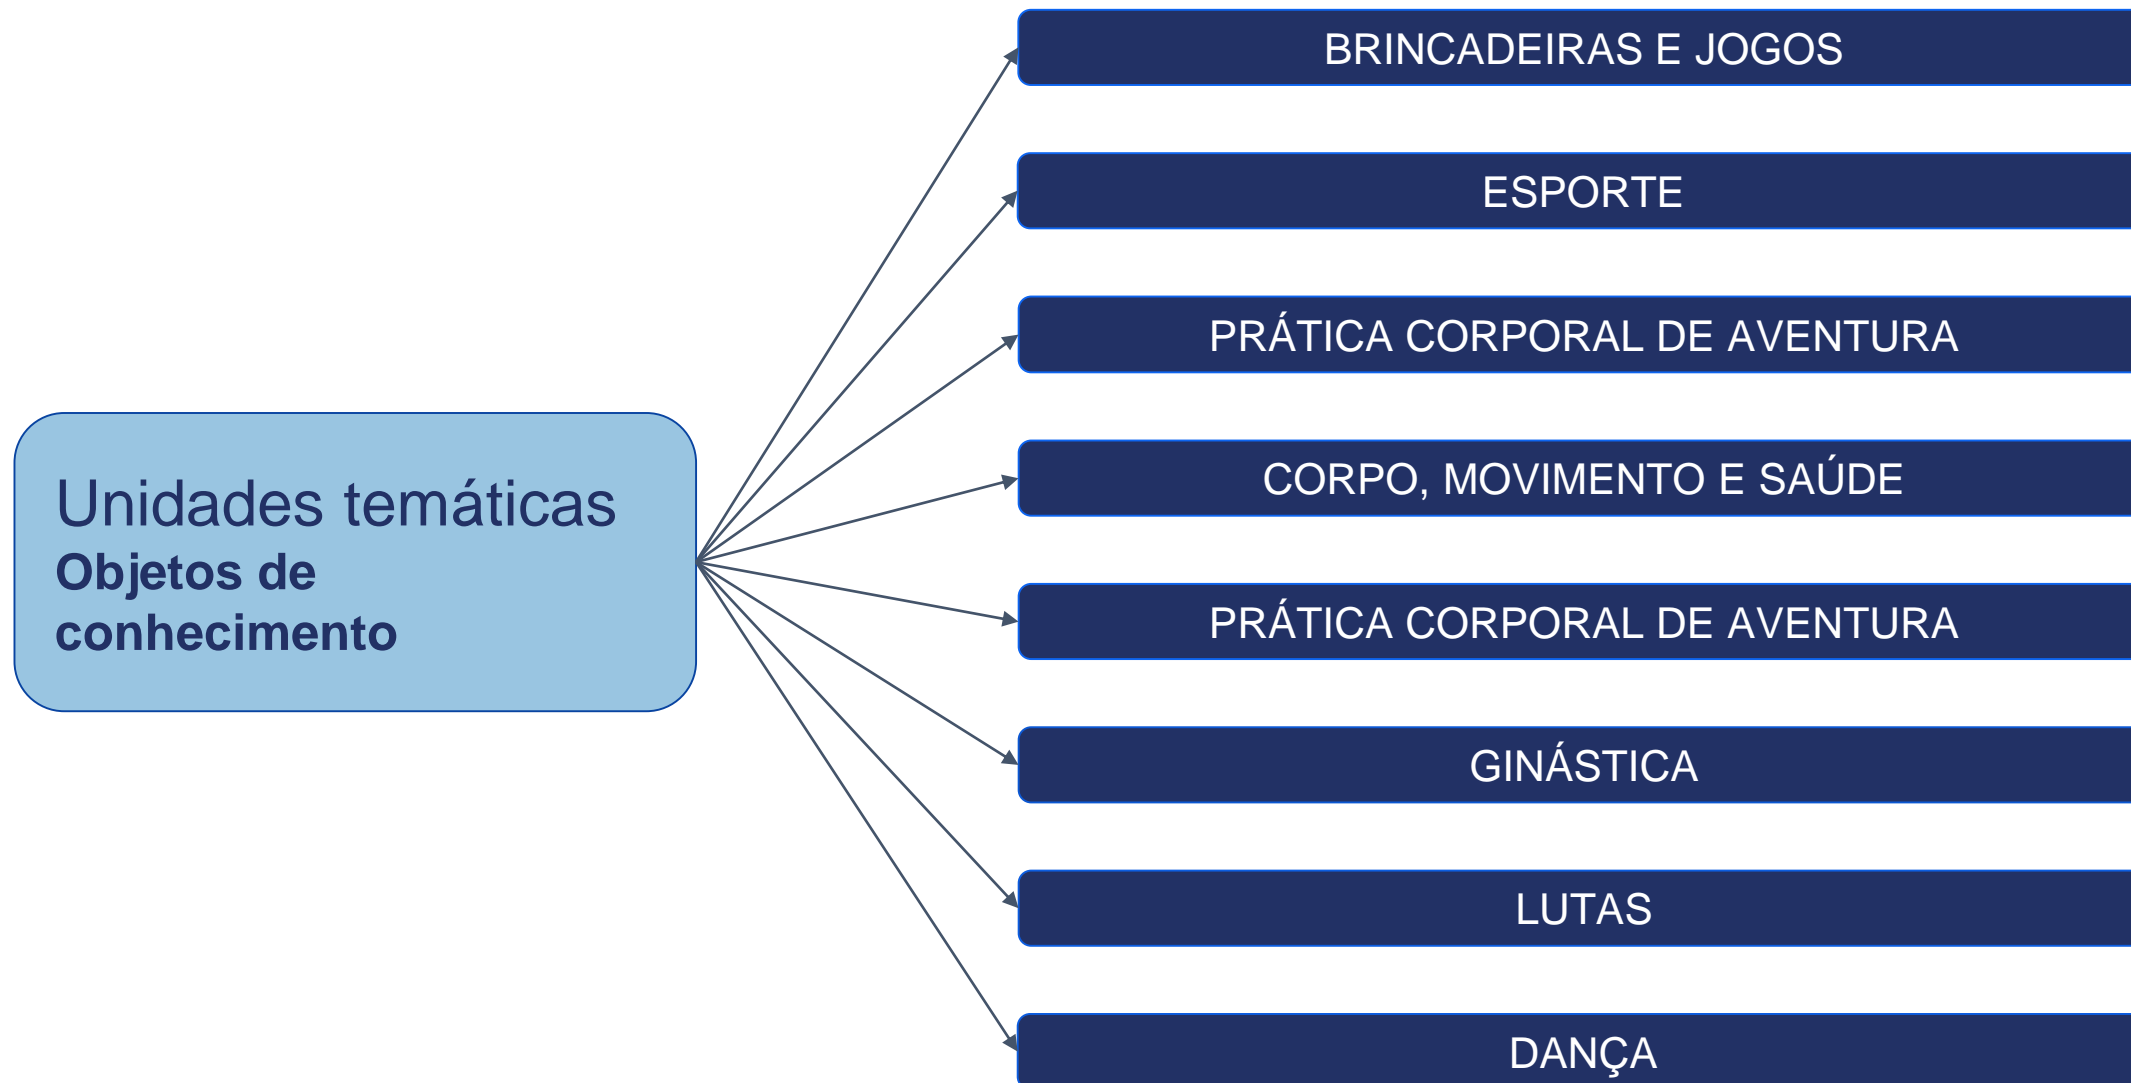 Unidades temáticas
Objetos de
conhecimento
BRINCADEIRAS E JOGOS
ESPORTE
PRÁTICA CORPORAL DE AVENTURA
CORPO, MOVIMENTO E SAÚDE
PRÁTICA CORPORAL DE AVENTURA
GINÁSTICA
LUTAS
DANÇA